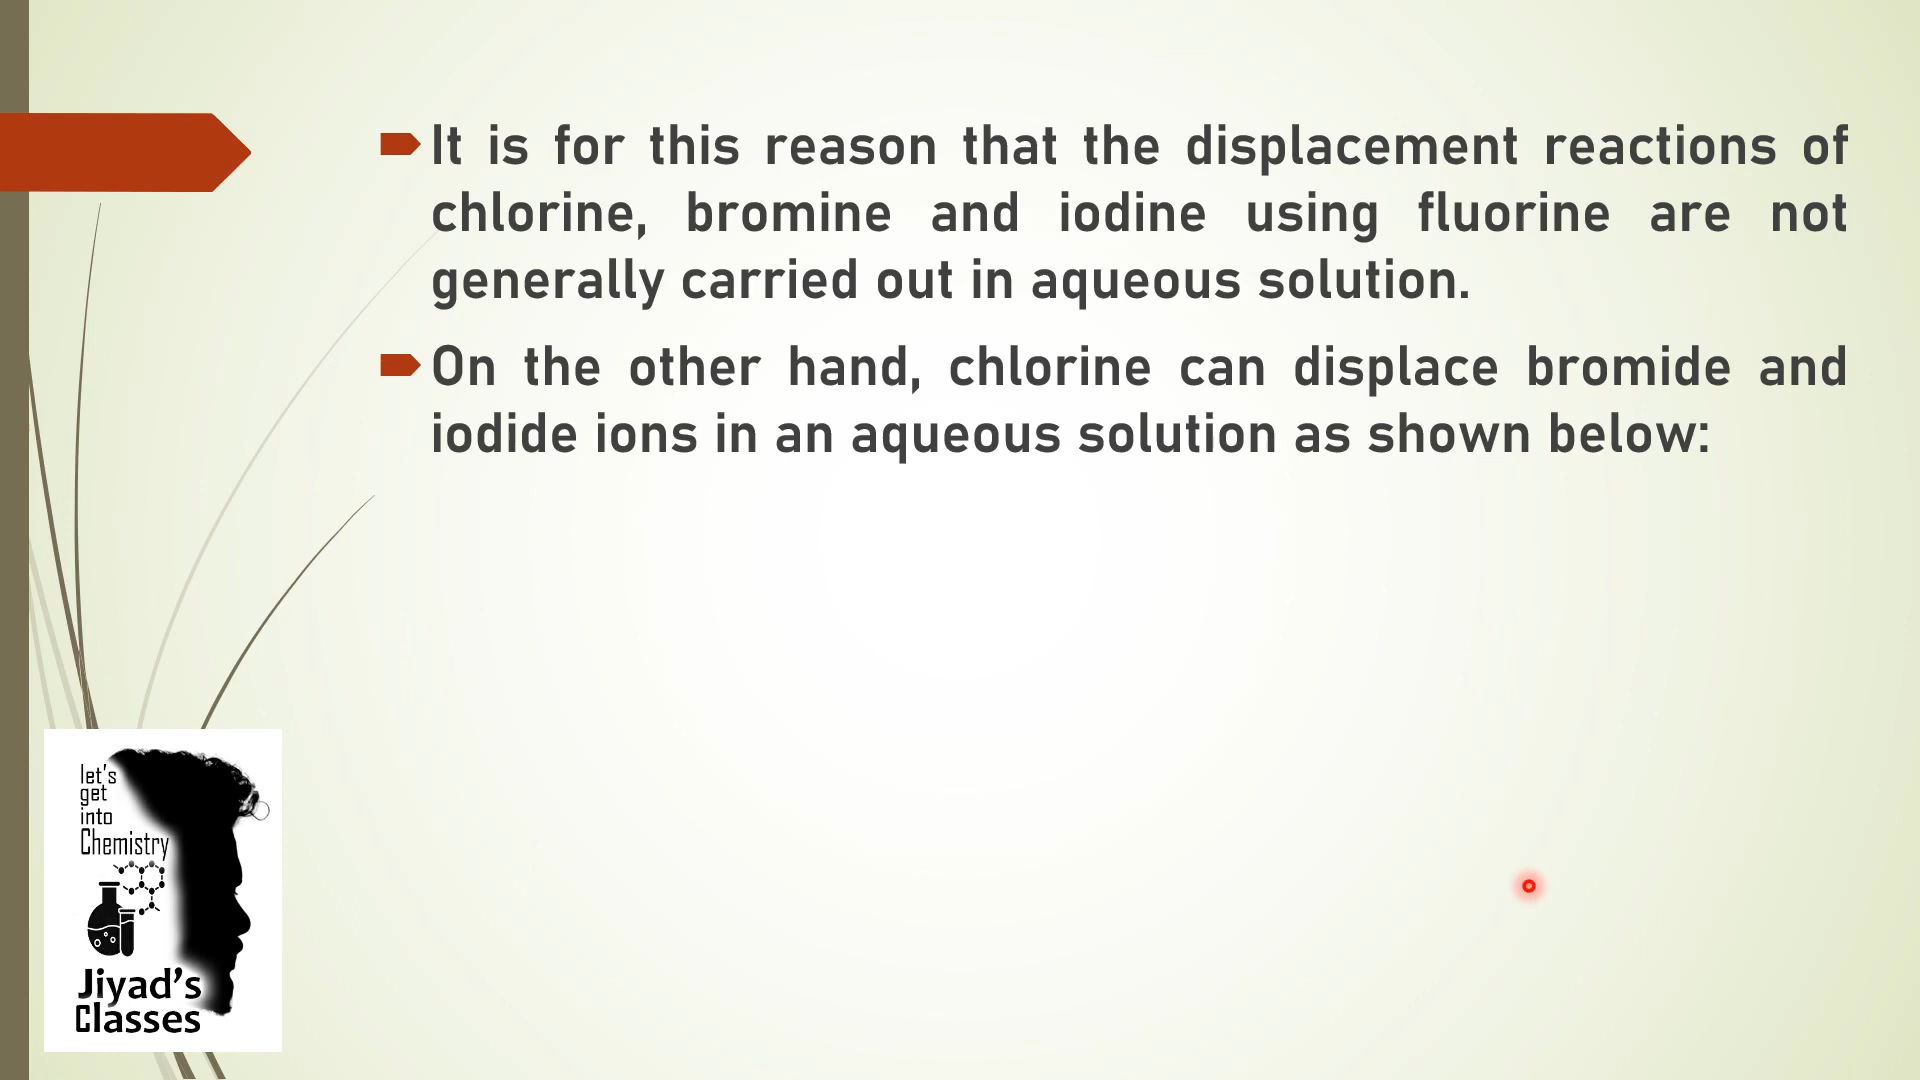 It is for this reason that the displacement reactions of
chlorine, bromine and iodine using fluorine are not
generally carried out in aqueous solution.
On the other hand, chlorine can displace bromide and
iodide ions in an aqueous solution as shown below:
let's
get
into
Chemistry
Jiyad's
Classes